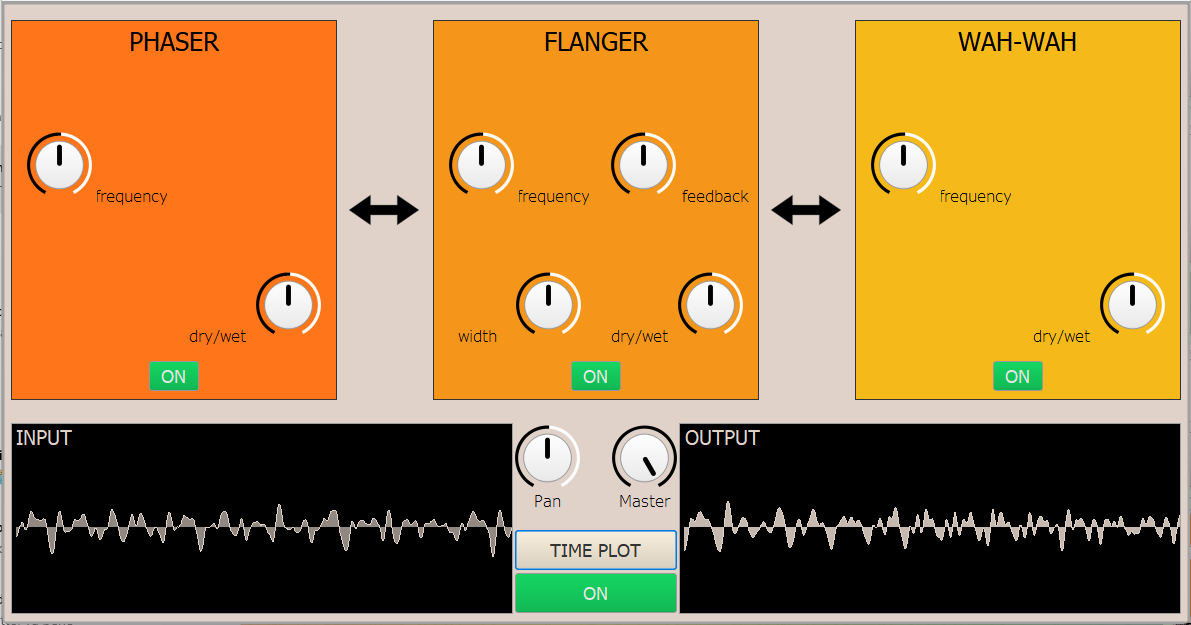 PHASER
FLANGER
WAH-WAH
frequency
frequency
feedback
frequency
dry/wet
width
dry/wet
dry/wet
ON
ON
ON
INPUT
OUTPUT
Pan
Master
TIME PLOT
ON